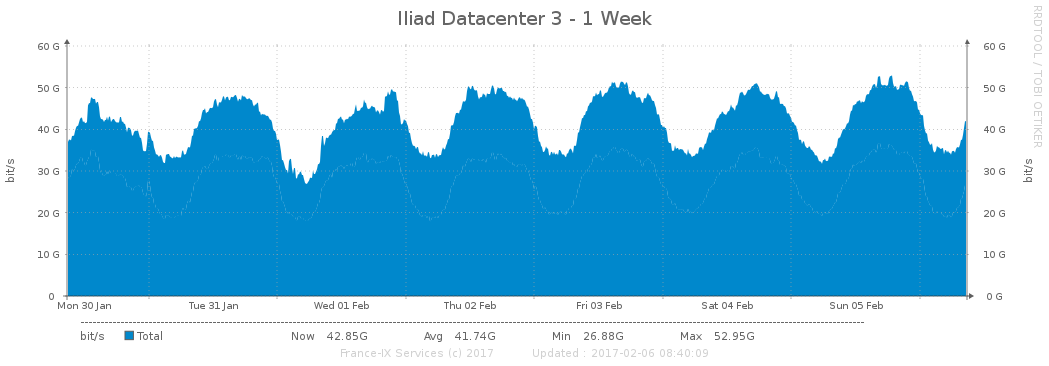 Iliad Datacenter 3 - 1 Week
RRDTOOL / TOBI OETIKER
60 G 60 G
50 G 50 G
40 G 40 G
30 G 30 G
20 G 20 G
10 G 10 G
0 0 G
bit/s bit/s
Mon 30 Jan Tue 31 Jan Wed 01 Feb Thu 02 Feb Fri 03 Feb Sat 04 Feb Sun 05 Feb
bit/s Total Now 42.85G Avg 41.74G Min 26.88G Max 52.95G
France-IX Services (c) 2017 Updated : 2017-02-06 08:40:09